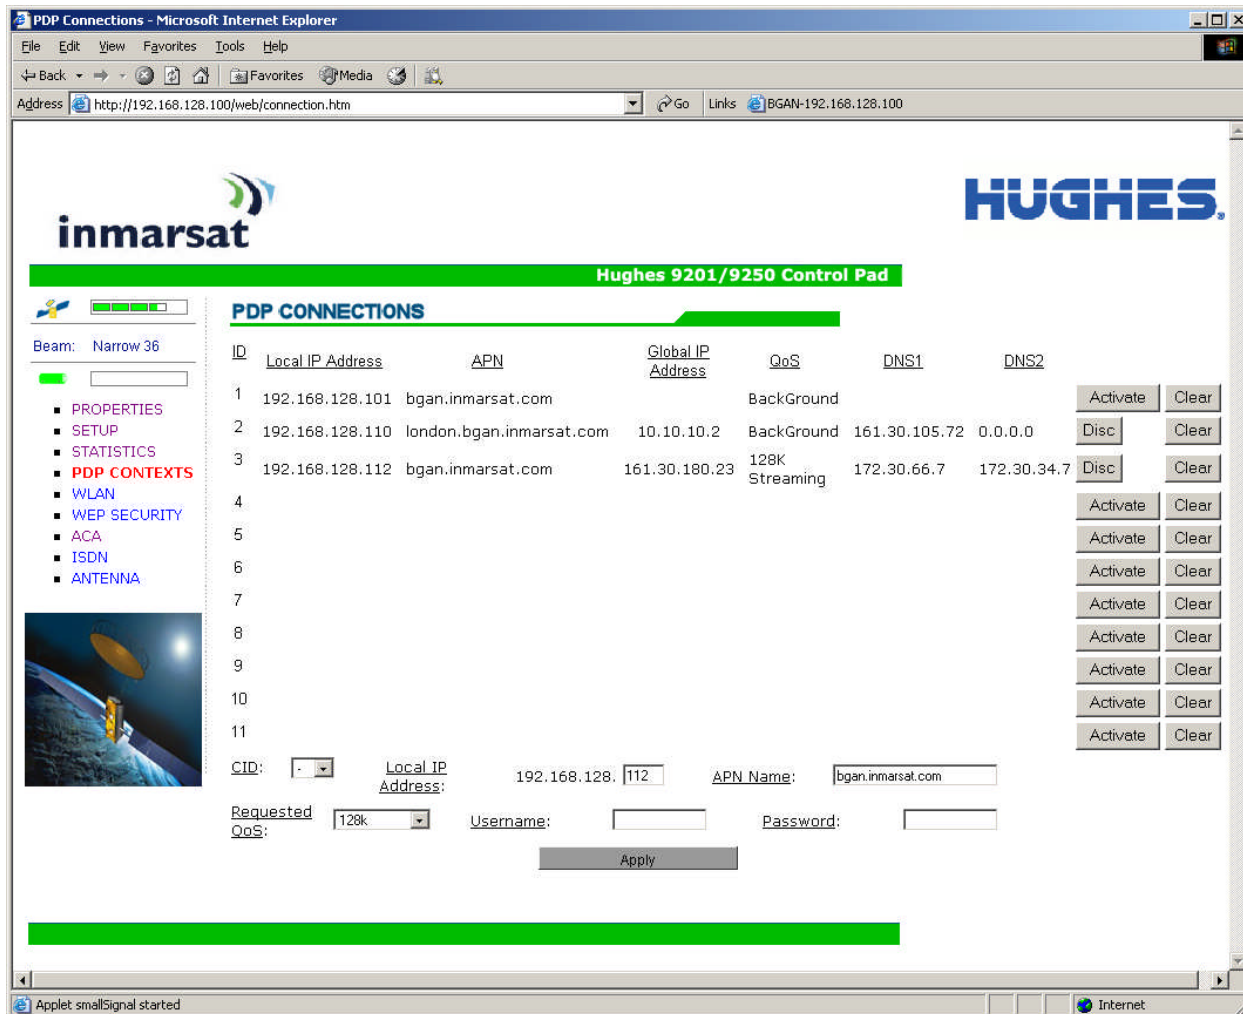 PDP Connections - Microsoft Internet Explorer
File Edit View Favorites Tools Help
Back Favorites Media
Address http://192.168.128.100/web/connection.htm Go Links BGAN-192.168.128.100
inmarsat
HUGHES.
Hughes 9201/9250 Control Pad
PDP CONNECTIONS
Beam: Narrow 36
PROPERTIES
SETUP
STATISTICS
PDP CONTEXTS
WLAN
WEP SECURITY
ACA
ISDN
ANTENNA
ID Local IP Address APN Global IP Address QoS DNS1 DNS2
1 192.168.128.101 bgan.inmarsat.com BackGround Activate Clear
2 192.168.128.110 london.bgan.inmarsat.com 10.10.10.2 BackGround 161.30.105.72 0.0.0.0 Disc Clear
3 192.168.128.112 bgan.inmarsat.com 161.30.180.23 128K Streaming 172.30.66.7 172.30.34.7 Disc Clear
4 Activate Clear
5 Activate Clear
6 Activate Clear
7 Activate Clear
8 Activate Clear
9 Activate Clear
10 Activate Clear
11 Activate Clear
CID: - Local IP Address: 192.168.128. 112 APN Name: bgan.inmarsat.com
Requested QoS: 128k Username: Password:
Apply
Applet smallSignal started Internet